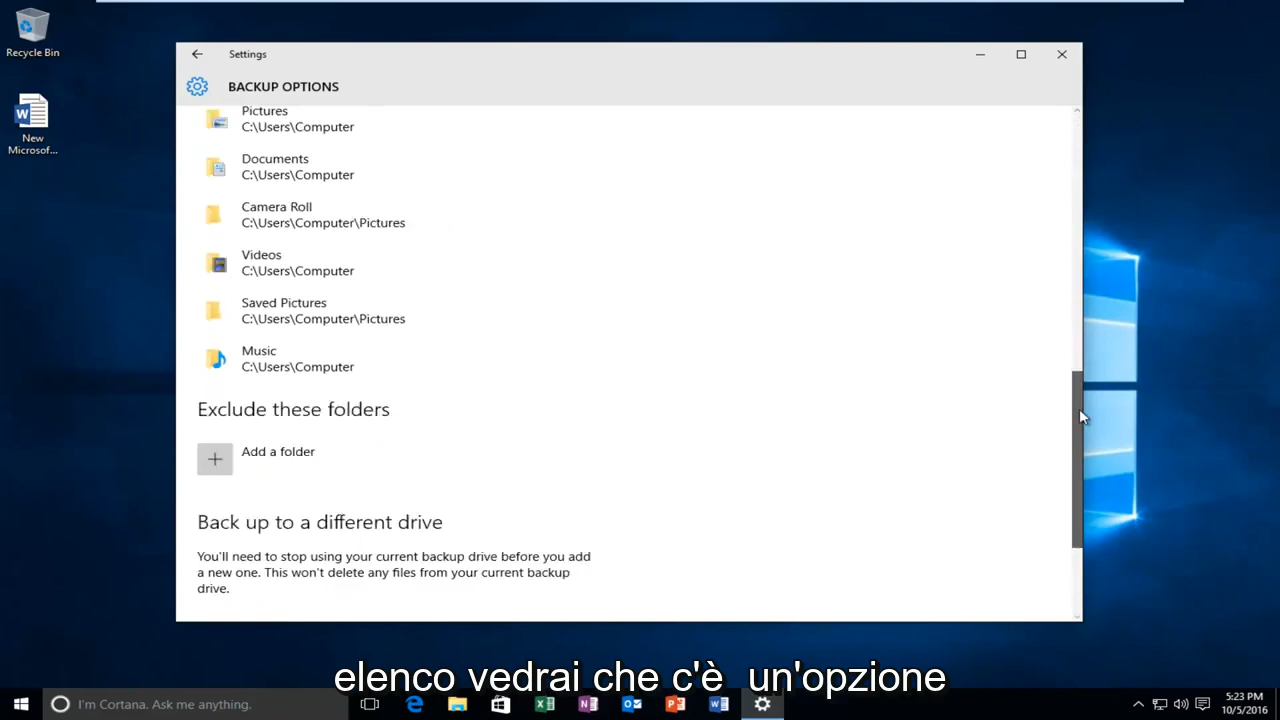 Recycle Bin
New
Microsof...
Settings
BACKUP OPTIONS
Pictures
C:\Users\Computer
Documents
C:\Users\Computer
Camera Roll
C:\Users\Computer\Pictures
Videos
C:\Users\Computer
Saved Pictures
C:\Users\Computer\Pictures
Music
C:\Users\Computer
Exclude these folders
Add a folder
Back up to a different drive
You'll need to stop using your current backup drive before you add
a new one. This won't delete any files from your current backup
drive.
elenco vedrai che c'è un'opzione
I'm Cortana. Ask me anything.
5:23 PM
10/5/2016